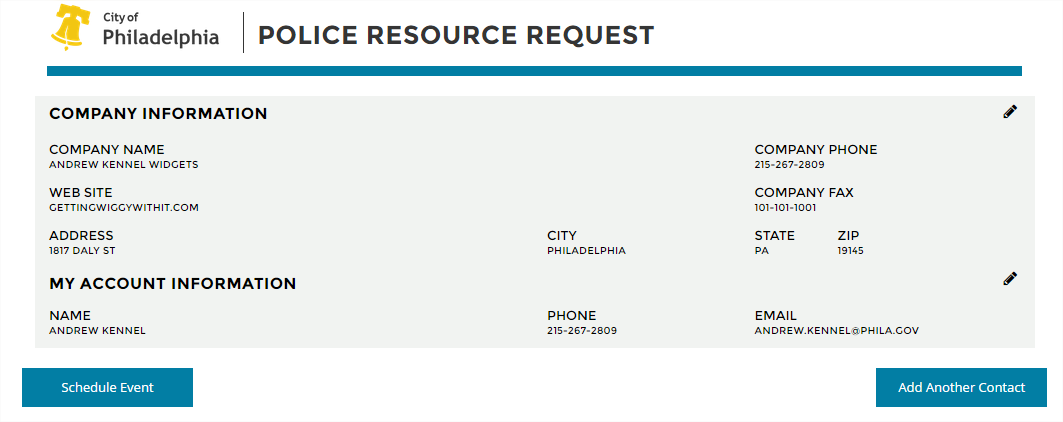 City of
Philadelphia
POLICE RESOURCE REQUEST
COMPANY INFORMATION
COMPANY NAME COMPANY PHONE
ANDREW KENNEL WIDGETS 215-267-2809
WEB SITE COMPANY FAX
GETTINGWIGGYWITHIT.COM 101-101-1001
ADDRESS CITY STATE ZIP
1817 DALY ST PHILADELPHIA PA 19145
MY ACCOUNT INFORMATION
NAME PHONE EMAIL
ANDREW KENNEL 215-267-2809 ANDREW.KENNEL@PHILA.GOV
Schedule Event Add Another Contact